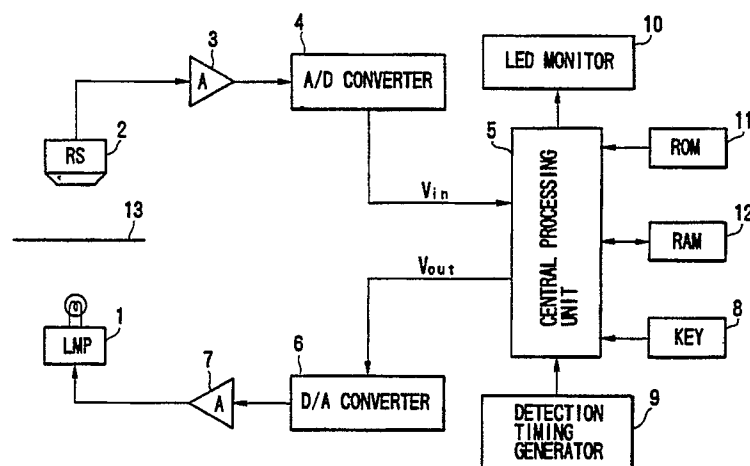 4
10
3
A
A/D CONVERTER
LED MONITOR
RS
2
5
11
ROM
13
Vin
CENTRAL PROCESSING
UNIT
12
RAM
Vout
1
LMP
8
KEY
7
A
6
D/A CONVERTER
9
DETECTION
TIMING
GENERATOR